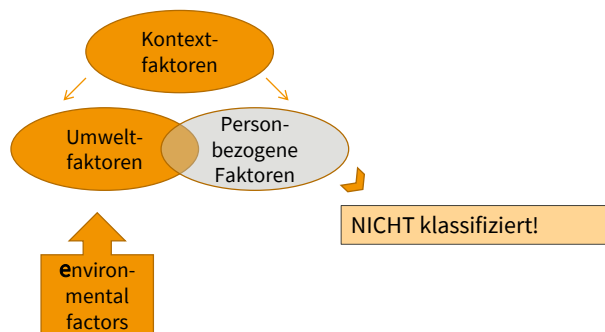 Kontext-
faktoren
Umwelt-
faktoren
Person-
bezogene
Faktoren
NICHT klassifiziert!
environ-
mental
factors